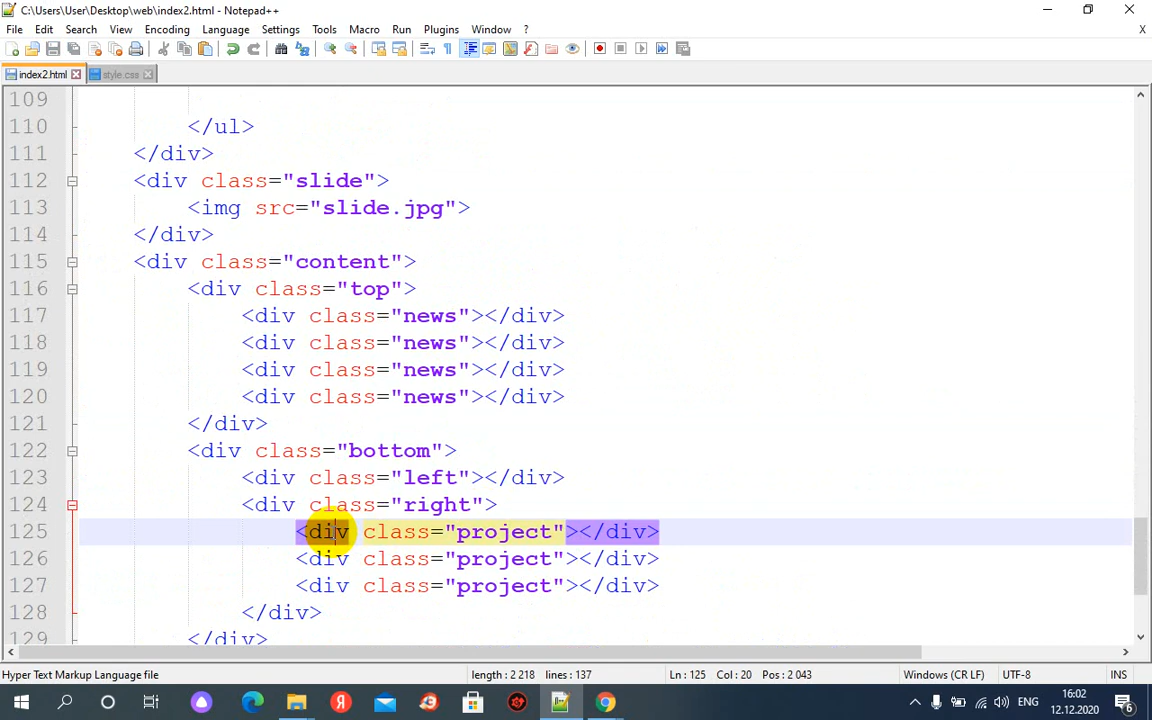 C:\Users\User\Desktop\web\index2.html - Notepad++
File Edit Search View Encoding Language Settings Tools Macro Run Plugins Window ? X
index2.html style.css
109
110 </ul>
111 </div>
112 <div class="slide">
113 <img src="slide.jpg">
114 </div>
115 <div class="content">
116 <div class="top">
117 <div class="news"></div>
118 <div class="news"></div>
119 <div class="news"></div>
120 <div class="news"></div>
121 </div>
122 <div class="bottom">
123 <div class="left"></div>
124 <div class="right">
125 <div class="project"></div>
126 <div class="project"></div>
127 <div class="project"></div>
128 </div>
129 </div>
Hyper Text Markup Language file length : 2 218 lines : 137 Ln : 125 Col : 20 Pos : 2 043 Windows (CR LF) UTF-8 INS
ENG 16:02
12.12.2020 6